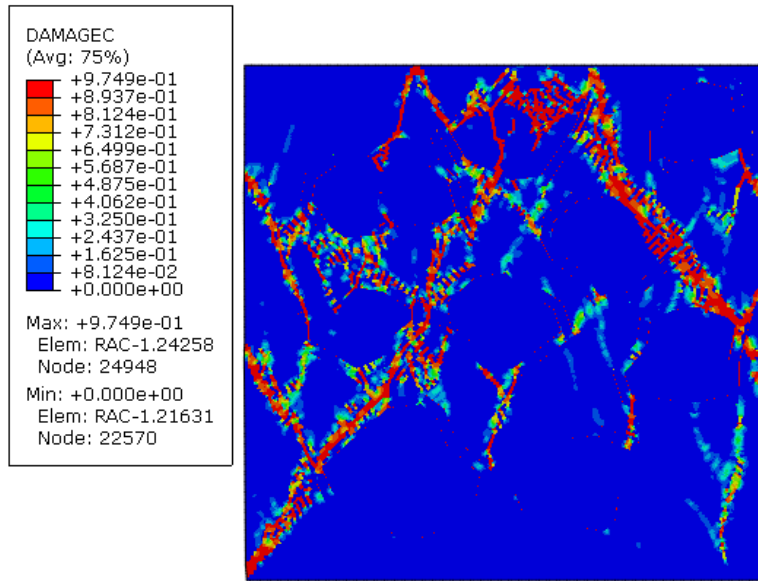 DAMAGEC
(Avg: 75%)
+9.749e-01
+8.937e-01
+8.124e-01
+7.312e-01
+6.499e-01
+5.687e-01
+4.875e-01
+4.062e-01
+3.250e-01
+2.437e-01
+1.625e-01
+8.124e-02
+0.000e+00
Max: +9.749e-01
Elem: RAC-1.24258
Node: 24948
Min: +0.000e+00
Elem: RAC-1.21631
Node: 22570